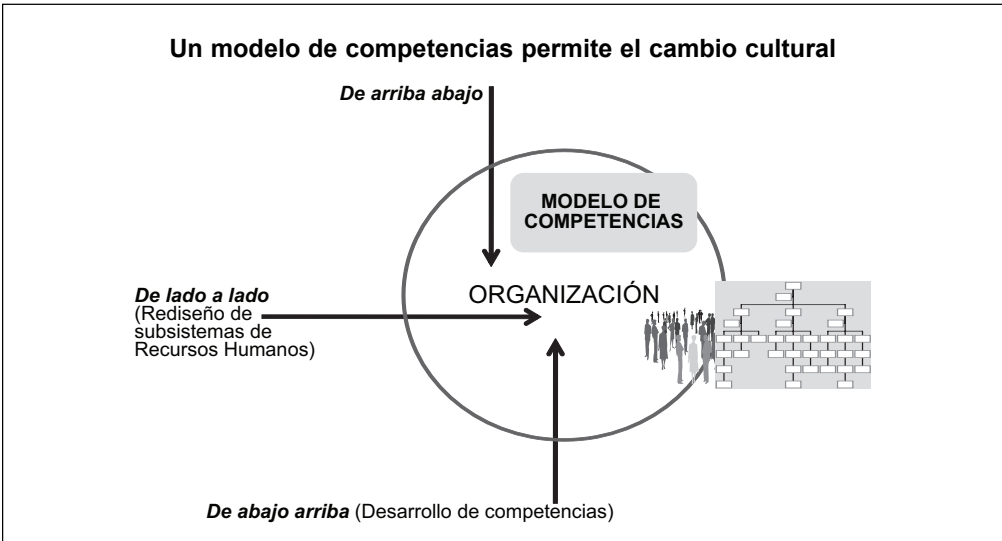 Un modelo de competencias permite el cambio cultural
De arriba abajo
MODELO DE
COMPETENCIAS
De lado a lado
(Rediseño de
subsistemas de
Recursos Humanos)
ORGANIZACIÓN
De abajo arriba (Desarrollo de competencias)